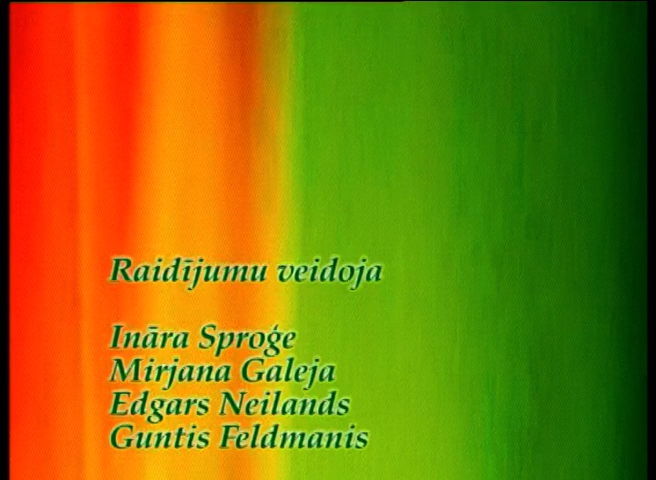 Raidījumu veidoja
Ināra Sproģe
Mirjana Galeja
Edgars Neilands
Guntis Feldmanis